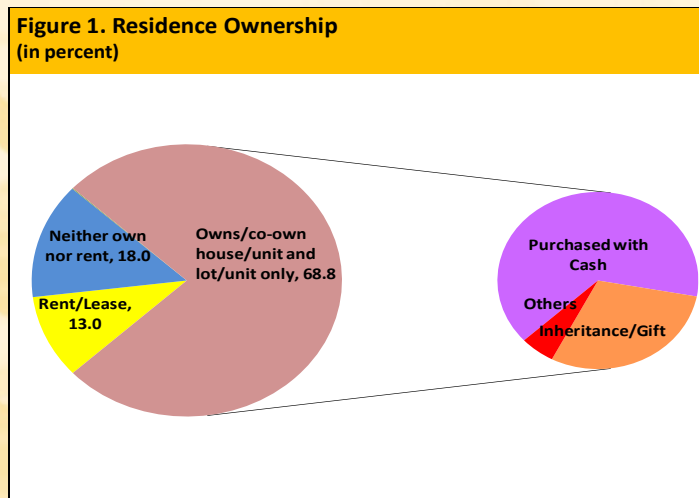 Figure 1. Residence Ownership
(in percent)
Neither own
nor rent, 18.0
Rent/Lease,
13.0
Owns/co-own
house/unit and
lot/unit only, 68.8
Purchased with
Cash
Others
Inheritance/Gift